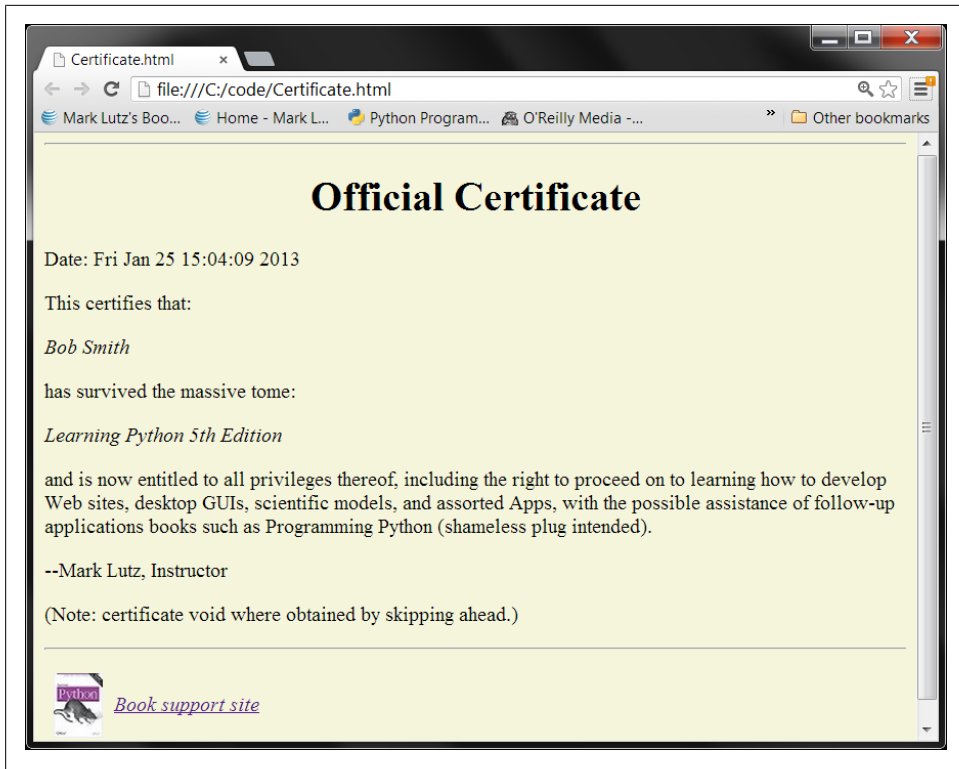 Certificate.html
file:///C:/code/Certificate.html
Mark Lutz's Boo... Home - Mark L... Python Program... O'Reilly Media -... » Other bookmarks
Official Certificate
Date: Fri Jan 25 15:04:09 2013
This certifies that:
Bob Smith
has survived the massive tome:
Learning Python 5th Edition
and is now entitled to all privileges thereof, including the right to proceed on to learning how to develop
Web sites, desktop GUIs, scientific models, and assorted Apps, with the possible assistance of follow-up
applications books such as Programming Python (shameless plug intended).
--Mark Lutz, Instructor
(Note: certificate void where obtained by skipping ahead.)
Python
Book support site